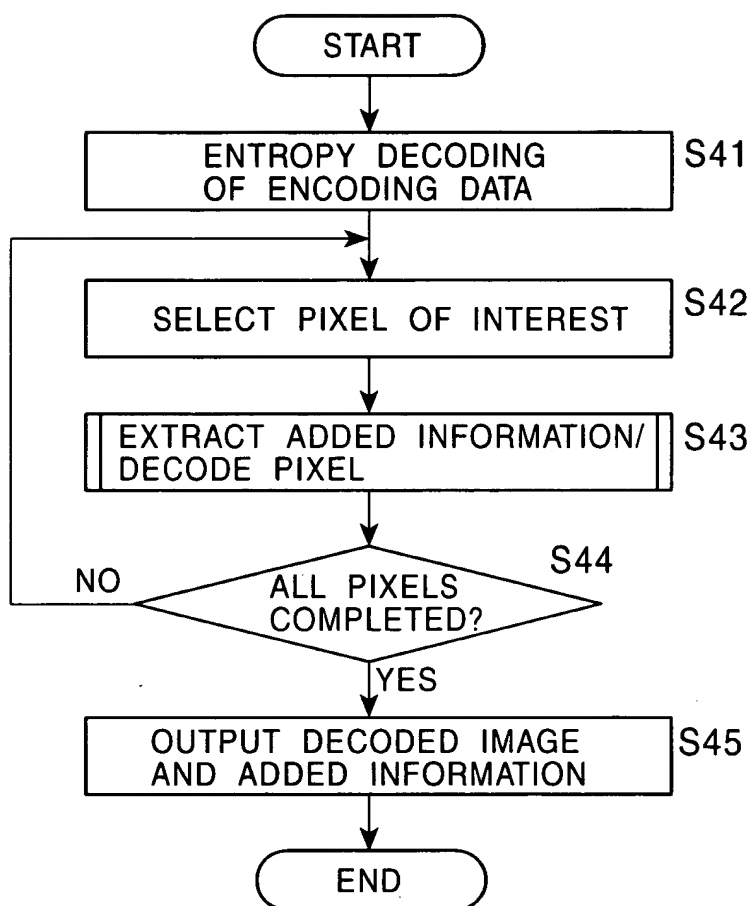 START
ENTROPY DECODING
OF ENCODING DATA
S41
SELECT PIXEL OF INTEREST
S42
EXTRACT ADDED INFORMATION/
DECODE PIXEL
S43
ALL PIXELS
COMPLETED?
S44
NO
YES
OUTPUT DECODED IMAGE
AND ADDED INFORMATION
S45
END